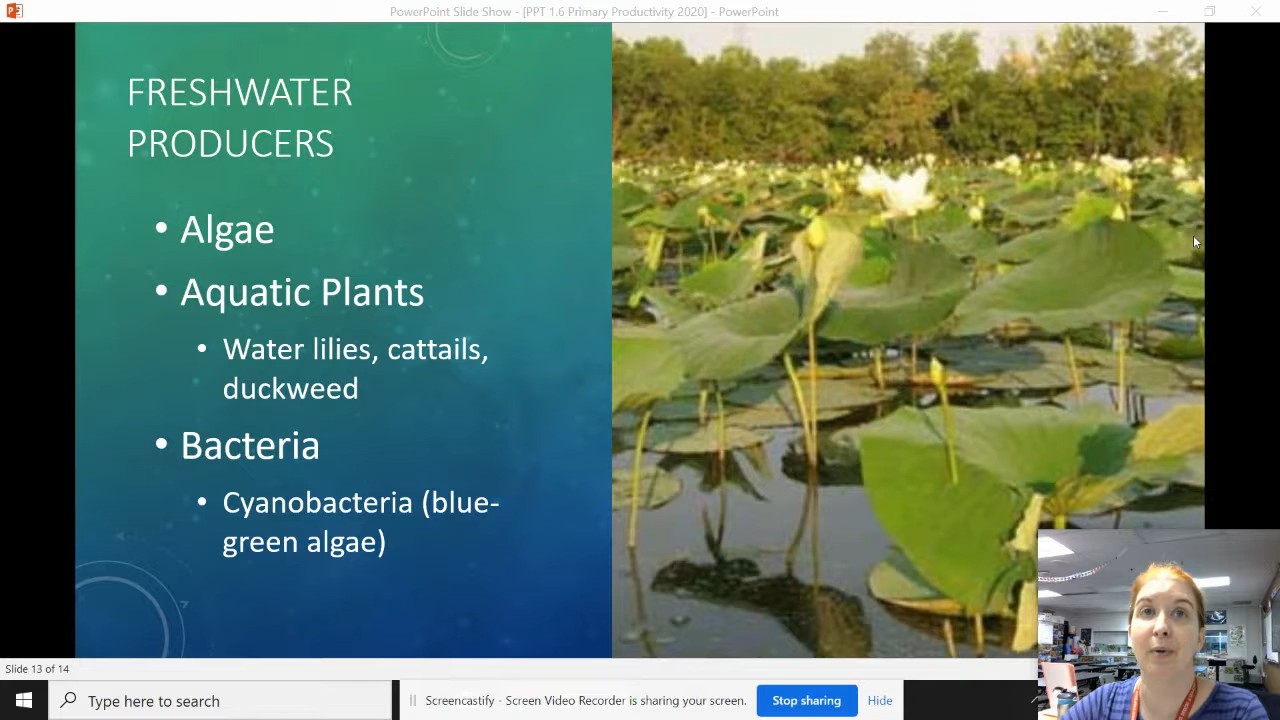 PowerPoint Slide Show - [PPT 1.6 Primary Productivity 2020] - PowerPoint
FRESHWATER
PRODUCERS
• Algae
• Aquatic Plants
• Water lilies, cattails,
duckweed
• Bacteria
• Cyanobacteria (blue-
green algae)
Slide 13 of 14
Type here to search
Screencastify - Screen Video Recorder is sharing your screen.
Stop sharing
Hide